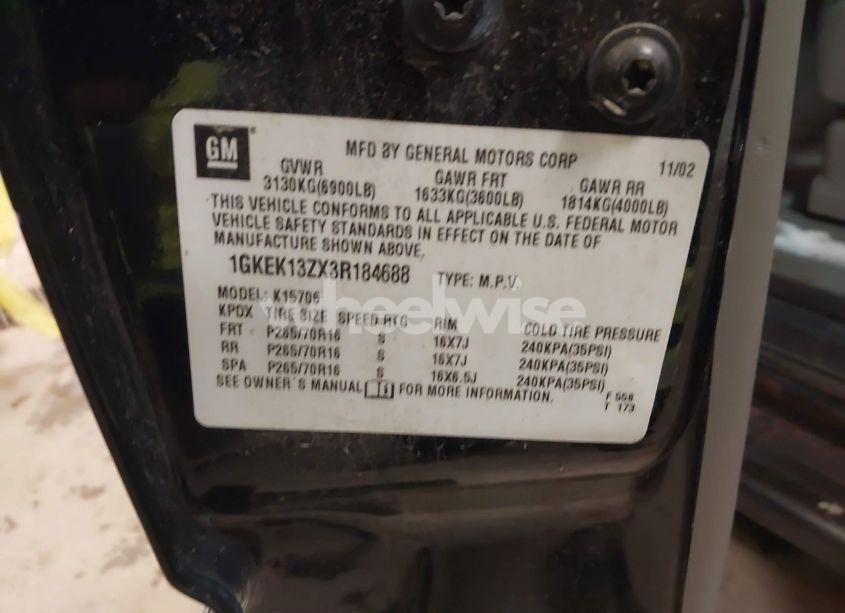 GM
MFD BY GENERAL MOTORS CORP 11/02
GVWR GAWR FRT GAWR RR
3130KG(6900LB) 1633KG(3600LB) 1814KG(4000LB)
THIS VEHICLE CONFORMS TO ALL APPLICABLE U.S. FEDERAL MOTOR
VEHICLE SAFETY STANDARDS IN EFFECT ON THE DATE OF
MANUFACTURE SHOWN ABOVE.
1GKEK13ZX3R184688 TYPE: M.P.V.
MODEL: K15706
KPDX TIRE SIZE SPEED RTG RIM COLD TIRE PRESSURE
FRT P265/70R16 S 16X7J 240KPA(35PSI)
RR P265/70R16 S 16X7J 240KPA(35PSI)
SPA P265/70R16 S 16X6.5J 240KPA(35PSI)
SEE OWNER'S MANUAL FOR MORE INFORMATION.
F 558
T 173
wheelwise